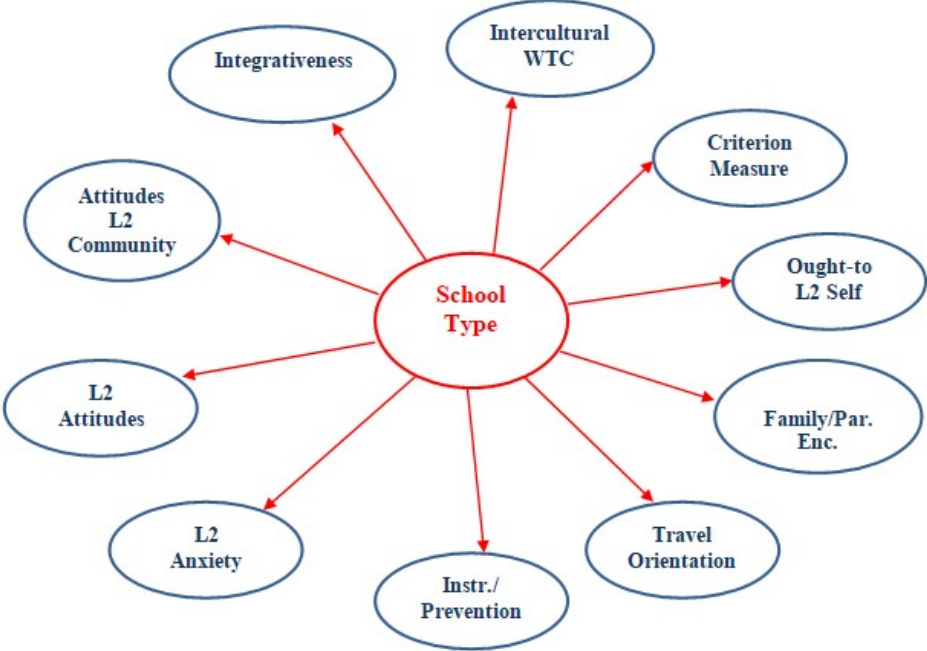 Intercultural
WTC
Integrativeness
Criterion
Measure
Attitudes
L2
Community
Ought-to
L2 Self
School
Type
L2
Attitudes
Family/Par.
Enc.
L2
Anxiety
Travel
Orientation
Instr./
Prevention